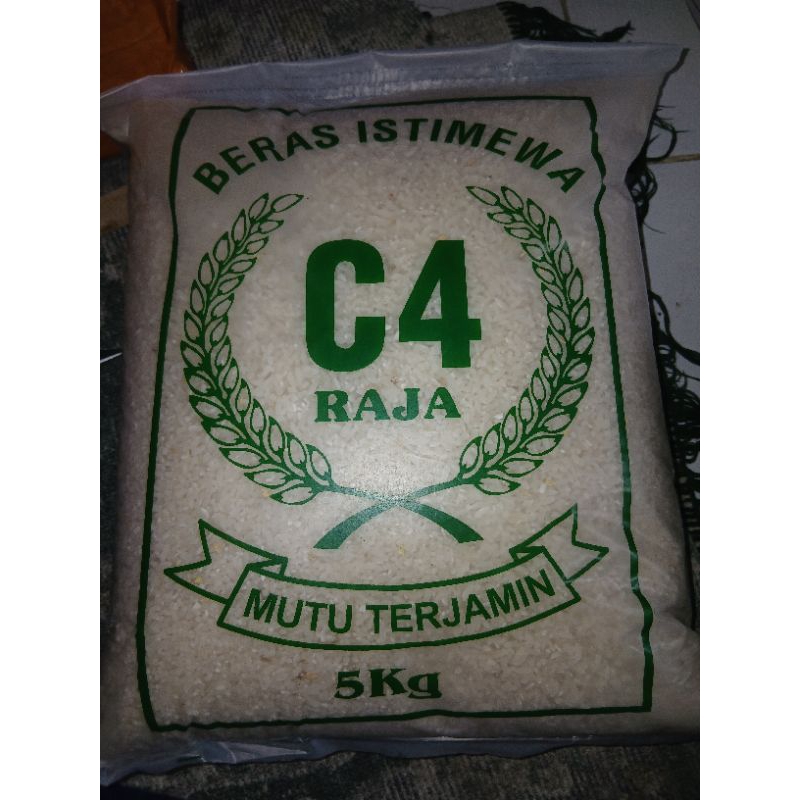 BERAS ISTIMEWA
C4
RAJA
MUTU TERJAMIN
5Kg